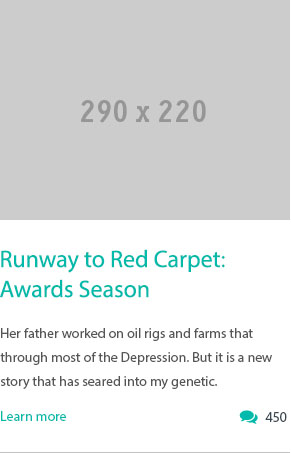 290 x 220
Runway to Red Carpet:
Awards Season
Her father worked on oil rigs and farms that
through most of the Depression. But it is a new
story that has seared into my genetic.
Learn more 450